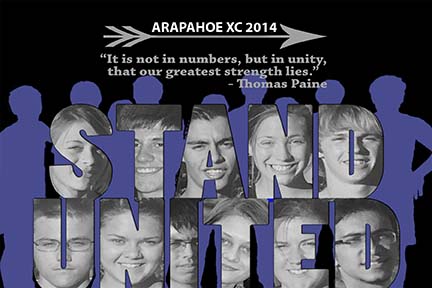 ARAPAHOE XC 2014
“It is not in numbers, but in unity,
that our greatest strength lies.”
- Thomas Paine
STAND
UNITED